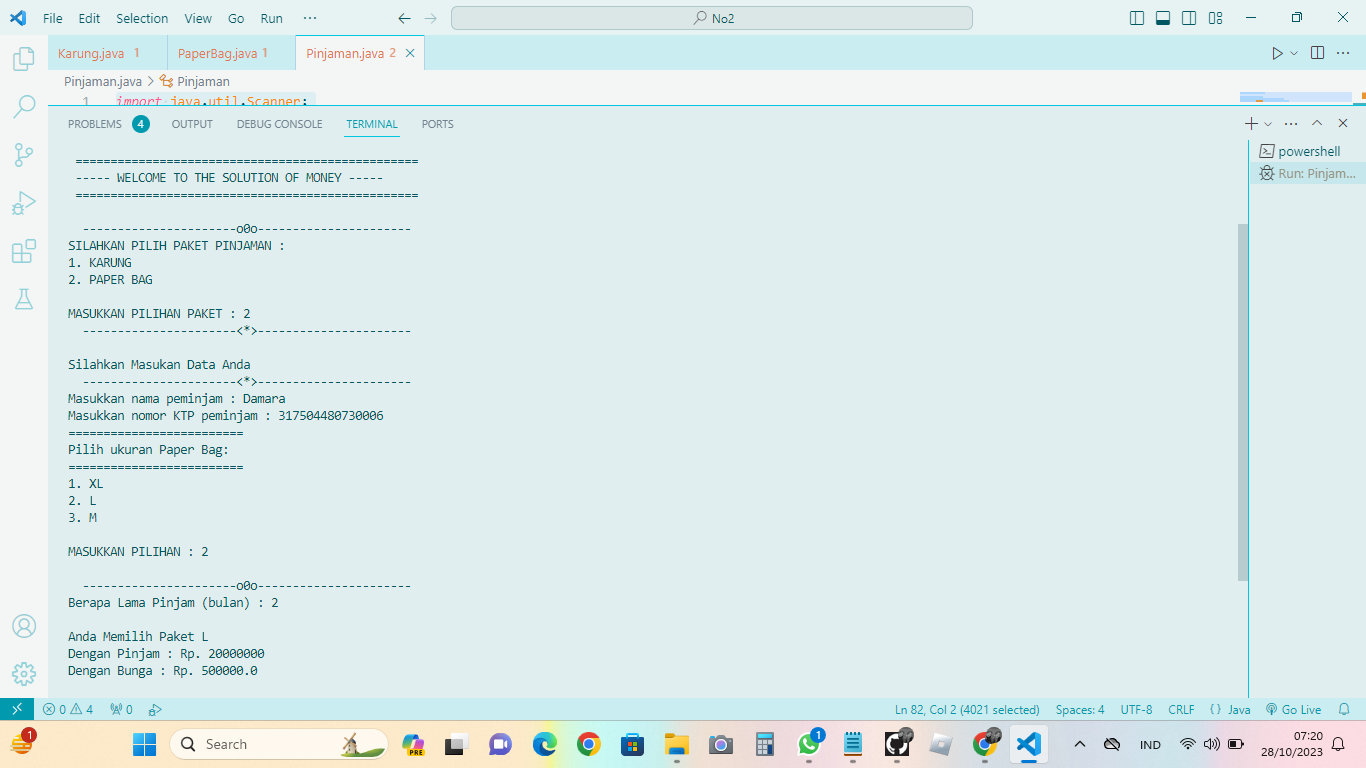 File Edit Selection View Go Run ··· No2
Karung.java 1 PaperBag.java 1 Pinjaman.java 2
Pinjaman.java > Pinjaman
1 import java.util.Scanner;
PROBLEMS 4 OUTPUT DEBUG CONSOLE TERMINAL PORTS
powershell
Run: Pinjam...
=================================================
----- WELCOME TO THE SOLUTION OF MONEY -----
=================================================
----------------------o0o----------------------
SILAHKAN PILIH PAKET PINJAMAN :
1. KARUNG
2. PAPER BAG
MASUKKAN PILIHAN PAKET : 2
----------------------<*>----------------------
Silahkan Masukan Data Anda
----------------------<*>----------------------
Masukkan nama peminjam : Damara
Masukkan nomor KTP peminjam : 317504480730006
=========================
Pilih ukuran Paper Bag:
=========================
1. XL
2. L
3. M
MASUKKAN PILIHAN : 2
----------------------o0o----------------------
Berapa Lama Pinjam (bulan) : 2
Anda Memilih Paket L
Dengan Pinjam : Rp. 20000000
Dengan Bunga : Rp. 500000.0
0 4 0 Ln 82, Col 2 (4021 selected) Spaces: 4 UTF-8 CRLF {} Java Go Live
1 Search PRE 1 IND 07:20
28/10/2023